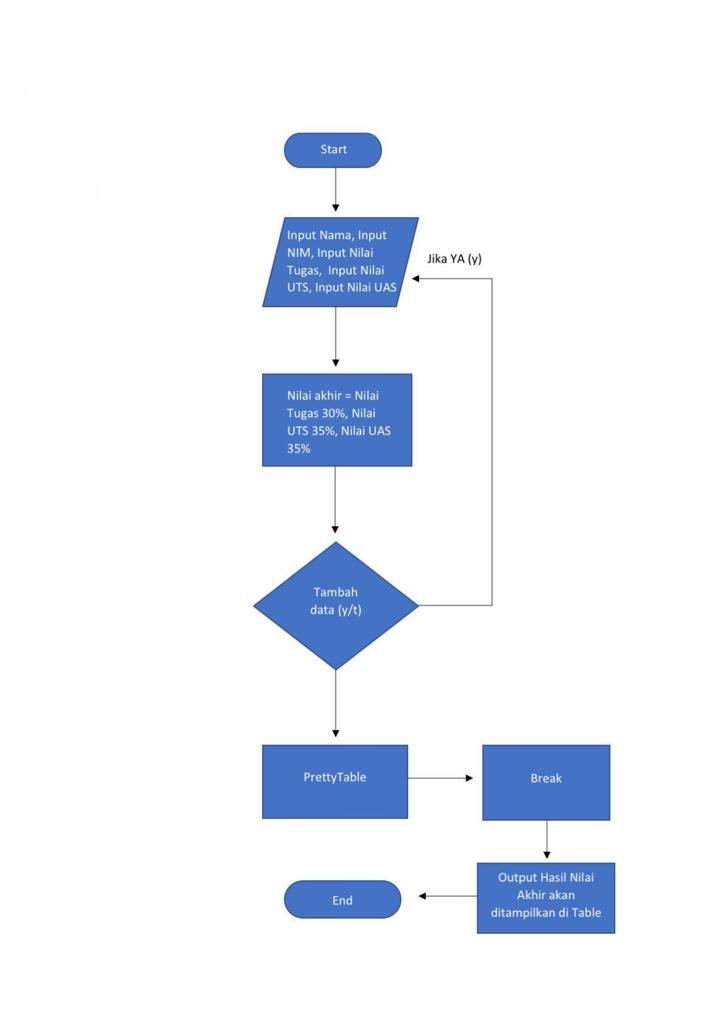 Start
Input Nama, Input
NIM, Input Nilai
Tugas,  Input Nilai
UTS, Input Nilai UAS
Jika YA (y)
Nilai akhir = Nilai
Tugas 30%, Nilai
UTS 35%, Nilai UAS
35%
Tambah
data (y/t)
PrettyTable
Break
Output Hasil Nilai
Akhir akan
ditampilkan di Table
End